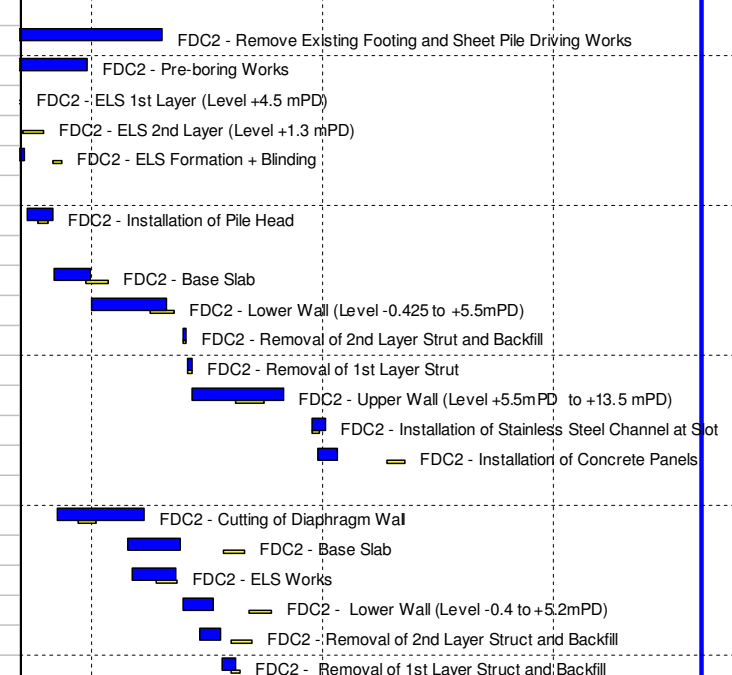 FDC2 - Remove Existing Footing and Sheet Pile Driving Works
FDC2 - Pre-boring Works
FDC2 - ELS 1st Layer (Level +4.5 mPD)
FDC2 - ELS 2nd Layer (Level +1.3 mPD)
FDC2 - ELS Formation + Blinding
FDC2 - Installation of Pile Head
FDC2 - Base Slab
FDC2 - Lower Wall (Level -0.425 to +5.5mPD)
FDC2 - Removal of 2nd Layer Strut and Backfill
FDC2 - Removal of 1st Layer Strut
FDC2 - Upper Wall (Level +5.5mPD to +13.5 mPD)
FDC2 - Installation of Stainless Steel Channel at Slot
FDC2 - Installation of Concrete Panels
FDC2 - Cutting of Diaphragm Wall
FDC2 - Base Slab
FDC2 - ELS Works
FDC2 - Lower Wall (Level -0.4 to +5.2mPD)
FDC2 - Removal of 2nd Layer Struct and Backfill
FDC2 - Removal of 1st Layer Struct and Backfill